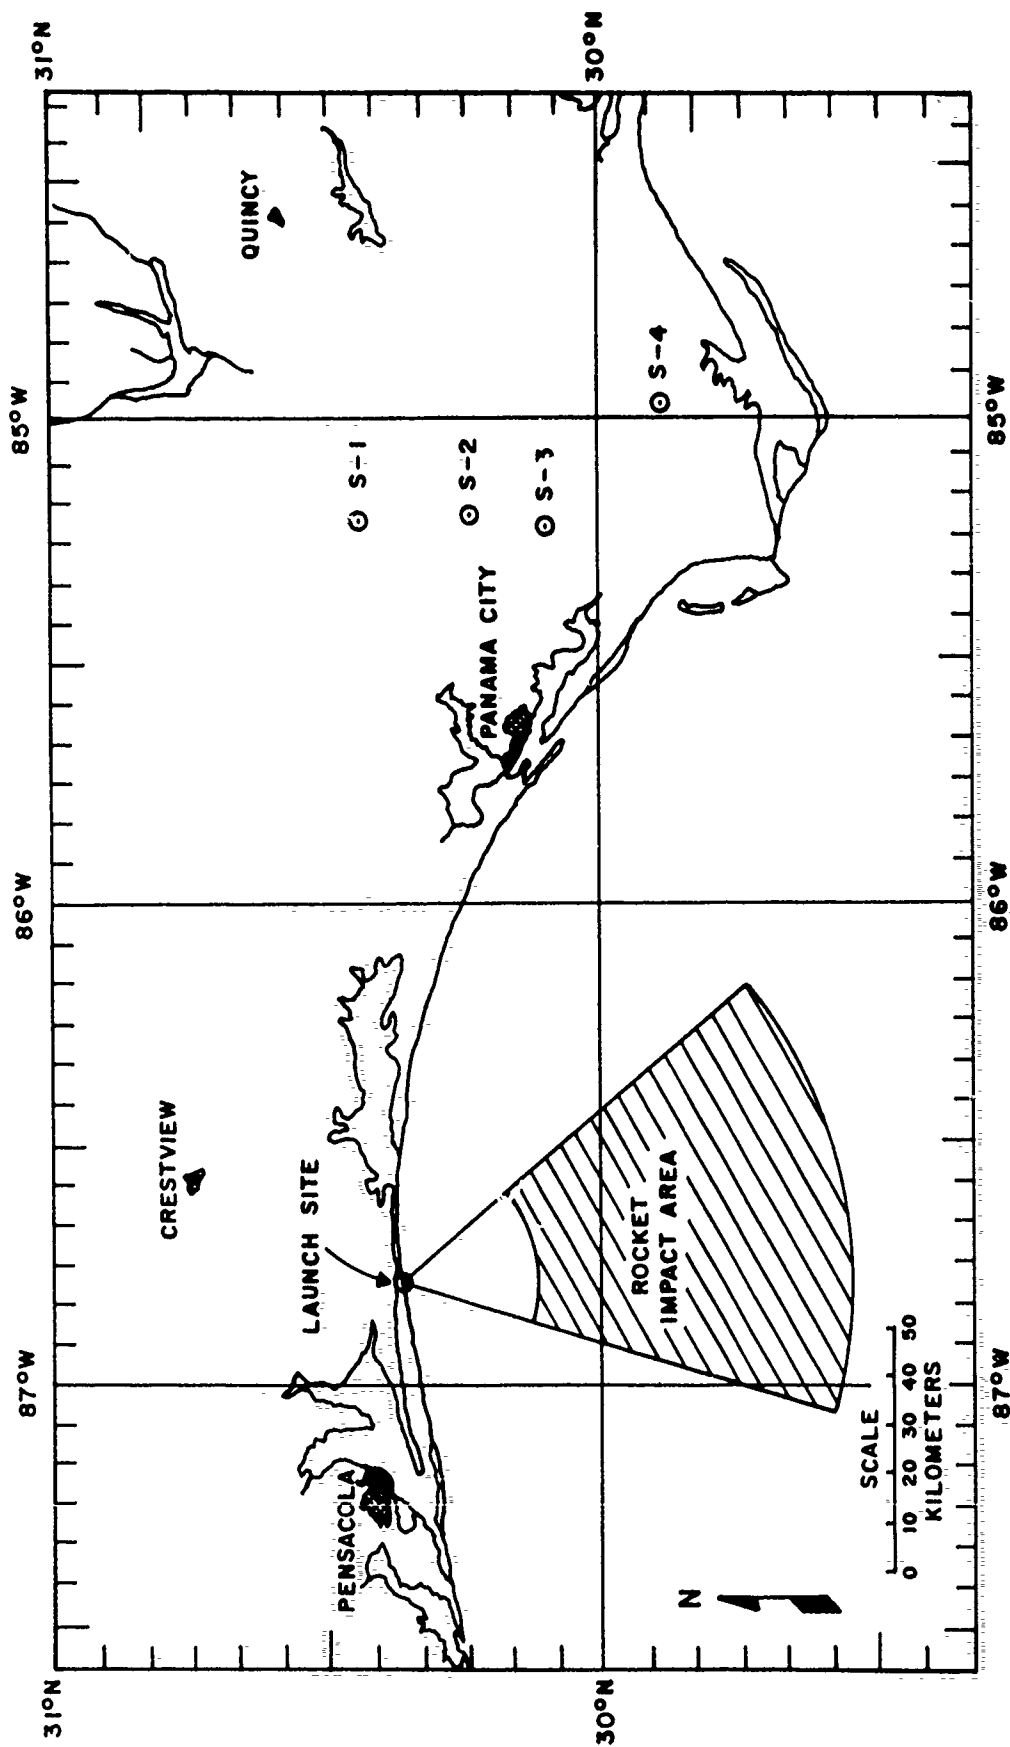 87°W
86°W
85°W
31°N
31°N
CRESTVIEW
QUINCY
LAUNCH SITE
PENSACOLA
S-1
S-2
PANAMA CITY
S-3
30°N
30°N
S-4
ROCKET
IMPACT AREA
N
SCALE
0 10 20 30 40 50
KILOMETERS
87°W
86°W
85°W